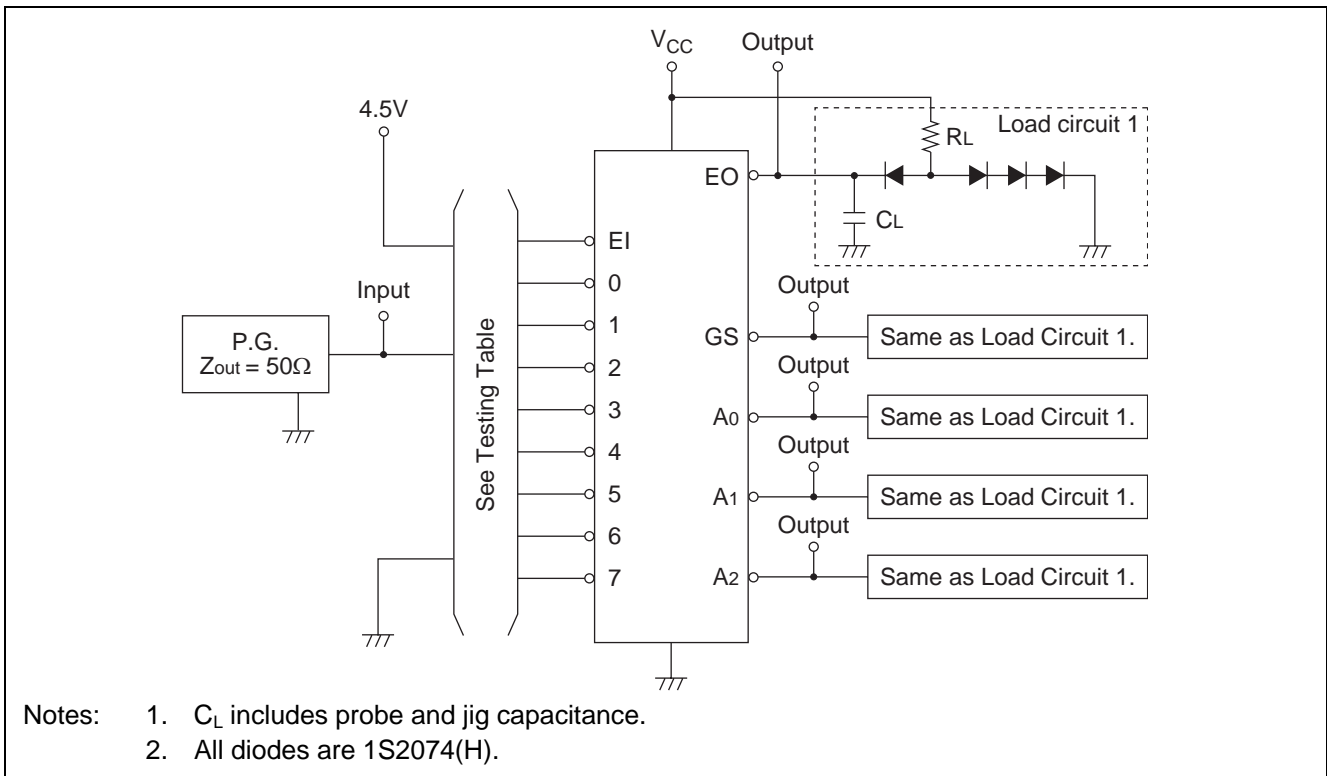 VCC
Output
4.5V
Load circuit 1
RL
EO
CL
EI
Input
Output
0
P.G.
Zout = 50Ω
See Testing Table
1
GS
Same as Load Circuit 1.
2
Output
3
A0
Same as Load Circuit 1.
4
Output
5
A1
Same as Load Circuit 1.
6
Output
7
A2
Same as Load Circuit 1.
Notes: 1. CL includes probe and jig capacitance.
2. All diodes are 1S2074(H).